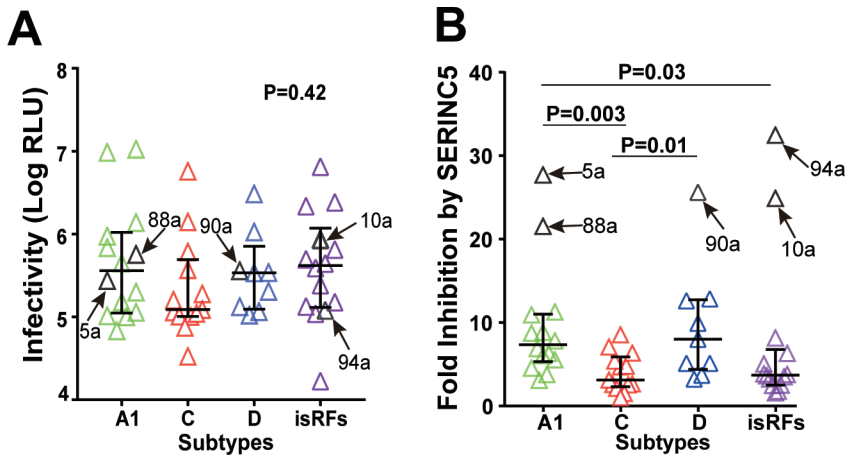 A
Infectivity (Log RLU)
8
7
6
5
4
P=0.42
88a
90a
10a
5a
94a
A1 C D isRFs
Subtypes
B
Fold Inhibition by SERINC5
40
30
20
10
0
P=0.03
P=0.003
P=0.01
5a
94a
88a
90a
10a
A1 C D isRFs
Subtypes